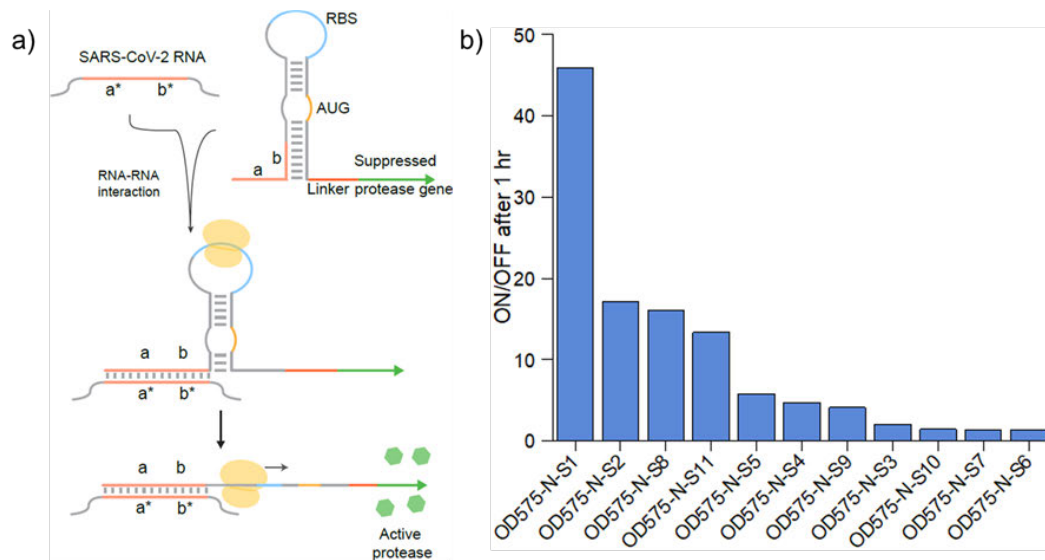 a)
RBS
SARS-CoV-2 RNA
a* b*
AUG
b
a
RNA-RNA
interaction
Suppressed
Linker protease gene
a b
a* b*
a b
a* b*
Active
protease
b)
ON/OFF after 1 hr
50
40
30
20
10
0
OD575-N-S1
OD575-N-S2
OD575-N-S8
OD575-N-S11
OD575-N-S5
OD575-N-S4
OD575-N-S9
OD575-N-S3
OD575-N-S10
OD575-N-S7
OD575-N-S6